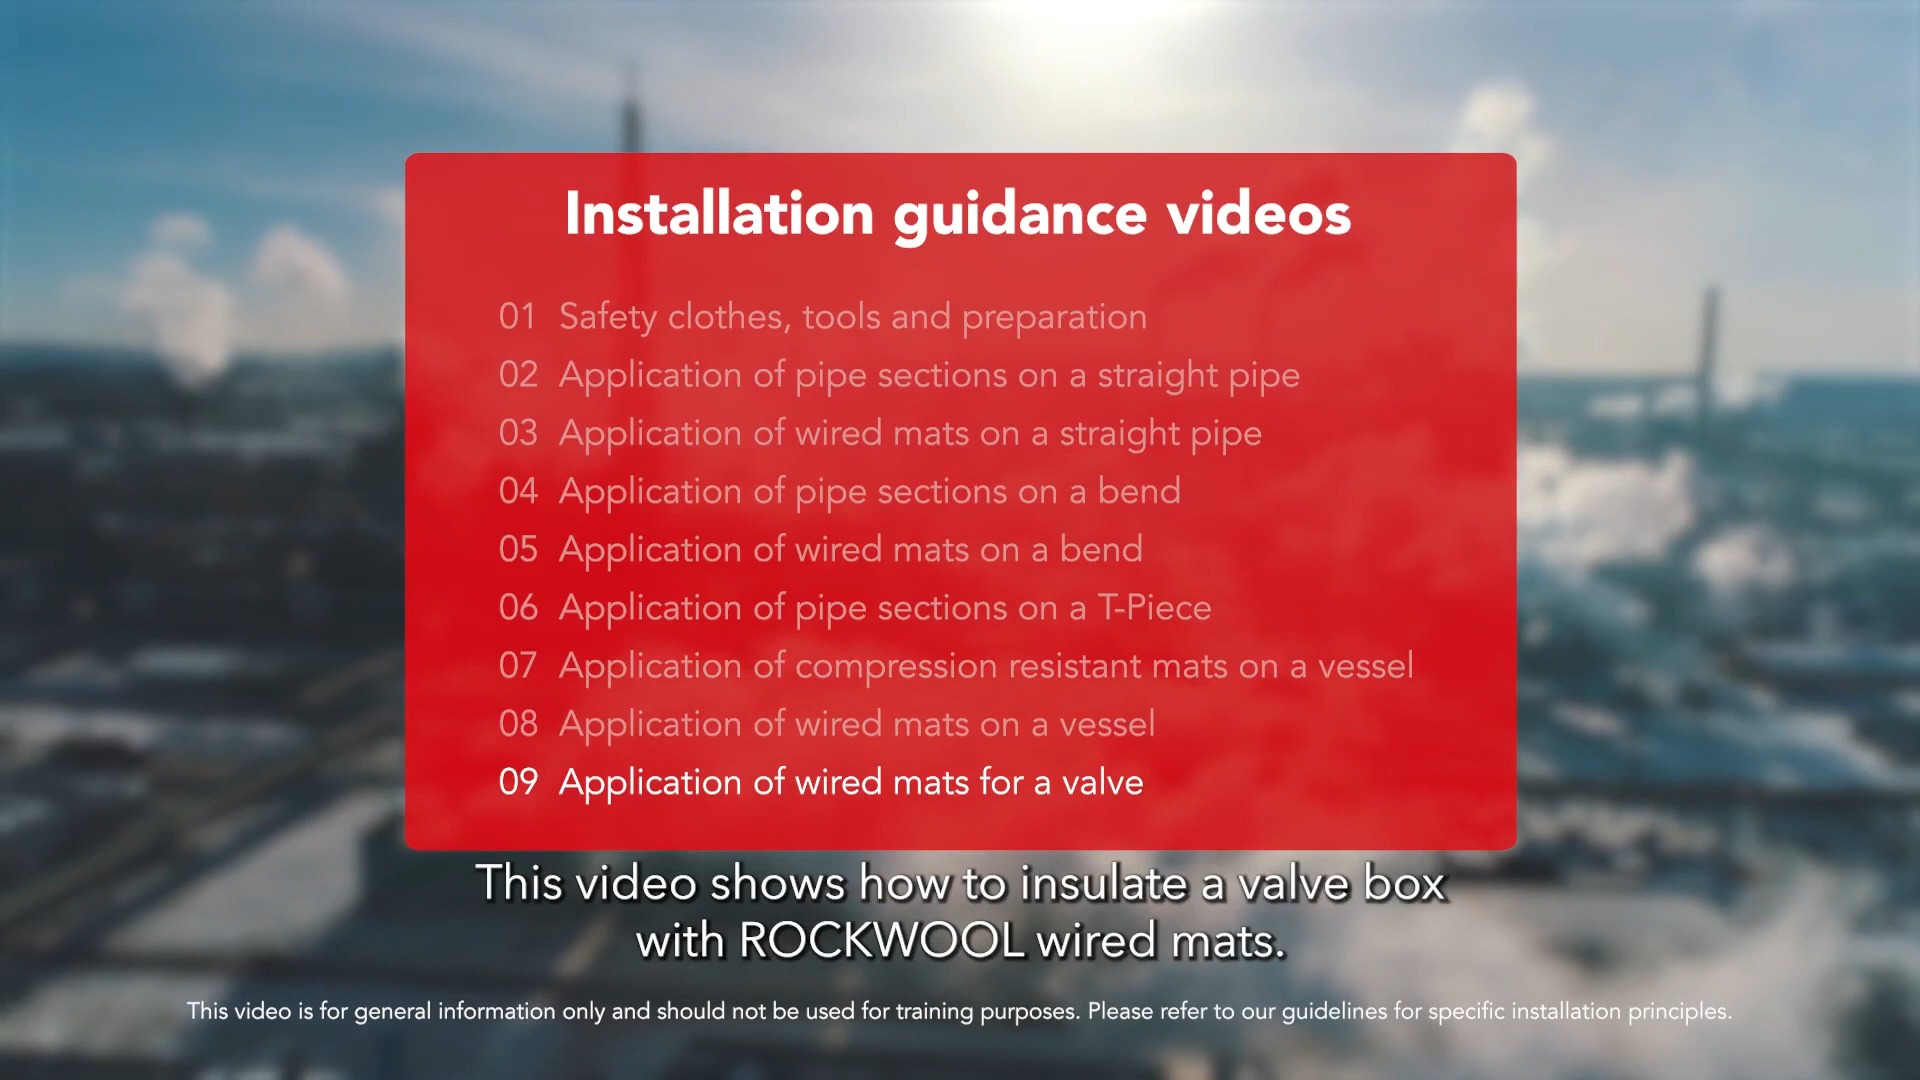 Installation guidance videos
01 Safety clothes, tools and preparation
02 Application of pipe sections on a straight pipe
03 Application of wired mats on a straight pipe
04 Application of pipe sections on a bend
05 Application of wired mats on a bend
06 Application of pipe sections on a T-Piece
07 Application of compression resistant mats on a vessel
08 Application of wired mats on a vessel
09 Application of wired mats for a valve
This video shows how to insulate a valve box
with ROCKWOOL wired mats.
This video is for general information only and should not be used for training purposes. Please refer to our guidelines for specific installation principles.